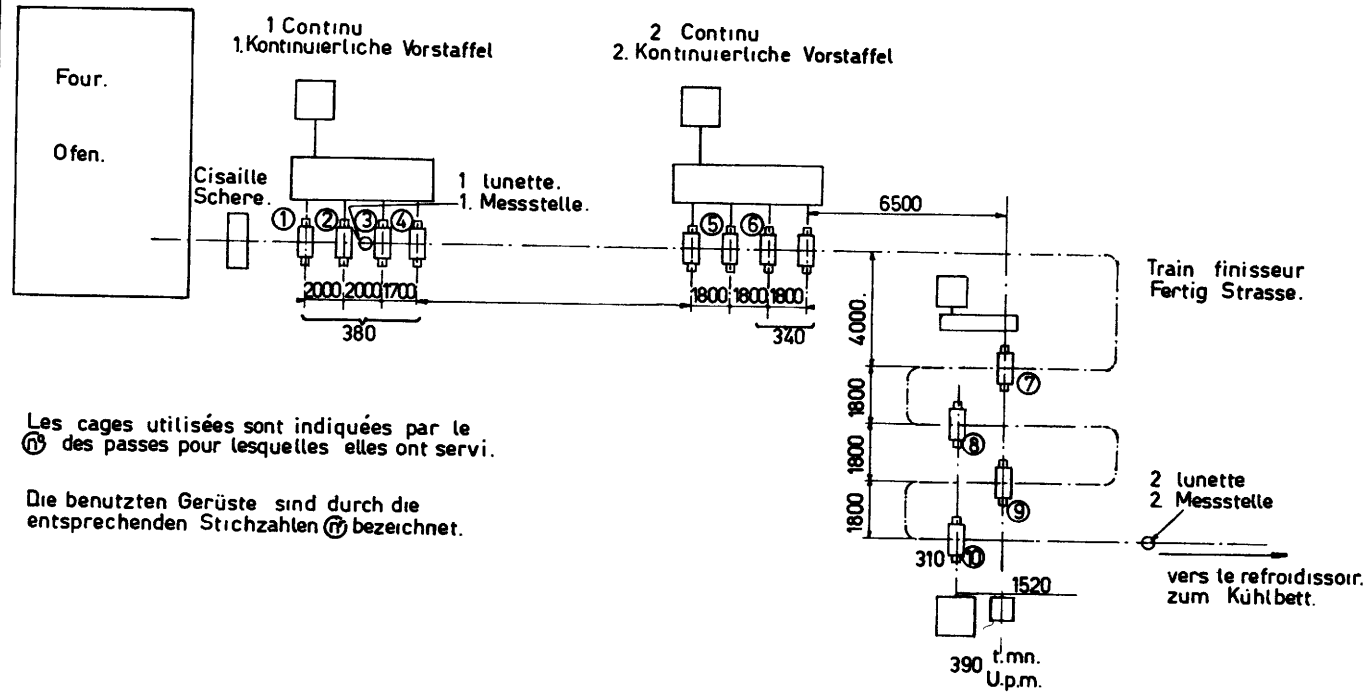 1 Continu
1.Kontinuierliche Vorstaffel
2 Continu
2. Kontinuierliche Vorstaffel
Four.
Ofen.
Cisaille
Schere.
1 lunette.
1. Messstelle.
① ② ③ ④
⑤ ⑥
6500
2000 2000 1700
380
1800 1800 1800
340
Train finisseur
Fertig Strasse.
4000.
⑦
1800
⑧
1800
⑨
1800
310 ⑩
2 lunette
2 Messstelle
vers le refroidissoir.
zum Kühlbett.
1520
390 t.mn.
U.p.m.
Les cages utilisées sont indiquées par le
nº des passes pour lesquelles elles ont servi.
Die benutzten Gerüste sind durch die
entsprechenden Stichzahlen nº bezeichnet.